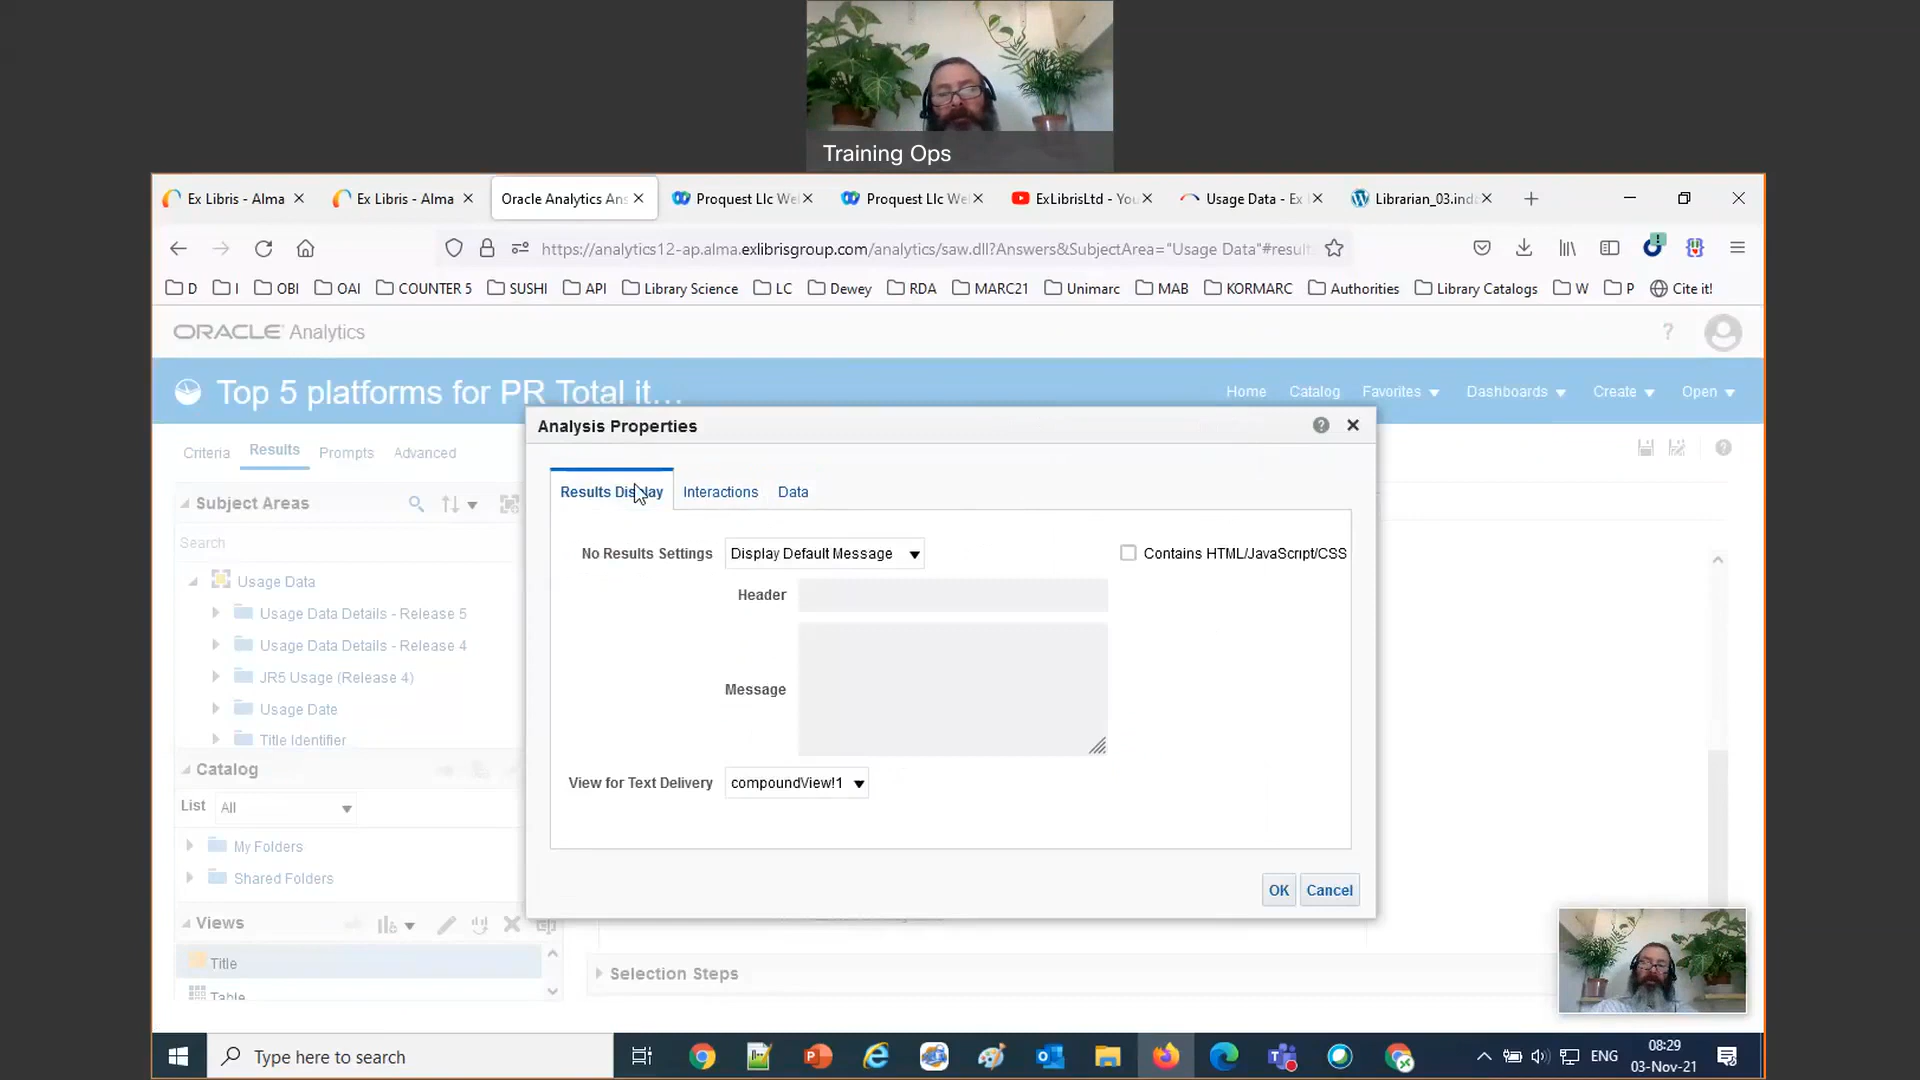 Training Ops
Ex Libris - Alma
Ex Libris - Alma
Oracle Analytics Ans
Proquest Llc We
Proquest Llc We
ExLibrisLtd - You
Usage Data - Ex
Librarian_03.indd
https://analytics12-ap.alma.exlibrisgroup.com/analytics/saw.dll?Answers&SubjectArea="Usage Data"#result
D I OBI OAI COUNTER 5 SUSHI API Library Science LC Dewey RDA MARC21 Unimarc MAB KORMARC Authorities Library Catalogs W P Cite it!
ORACLE Analytics
Top 5 platforms for PR Total it...
Home Catalog Favorites Dashboards Create Open
Criteria Results Prompts Advanced
Analysis Properties
Results Display Interactions Data
Subject Areas
Search
Usage Data
Usage Data Details - Release 5
Usage Data Details - Release 4
JR5 Usage (Release 4)
Usage Date
Title Identifier
No Results Settings Display Default Message Contains HTML/JavaScript/CSS
Header
Message
View for Text Delivery compoundView!1
OK Cancel
Catalog
List All
My Folders
Shared Folders
Views
Title
Table
Selection Steps
Type here to search
ENG
08:29
03-Nov-21